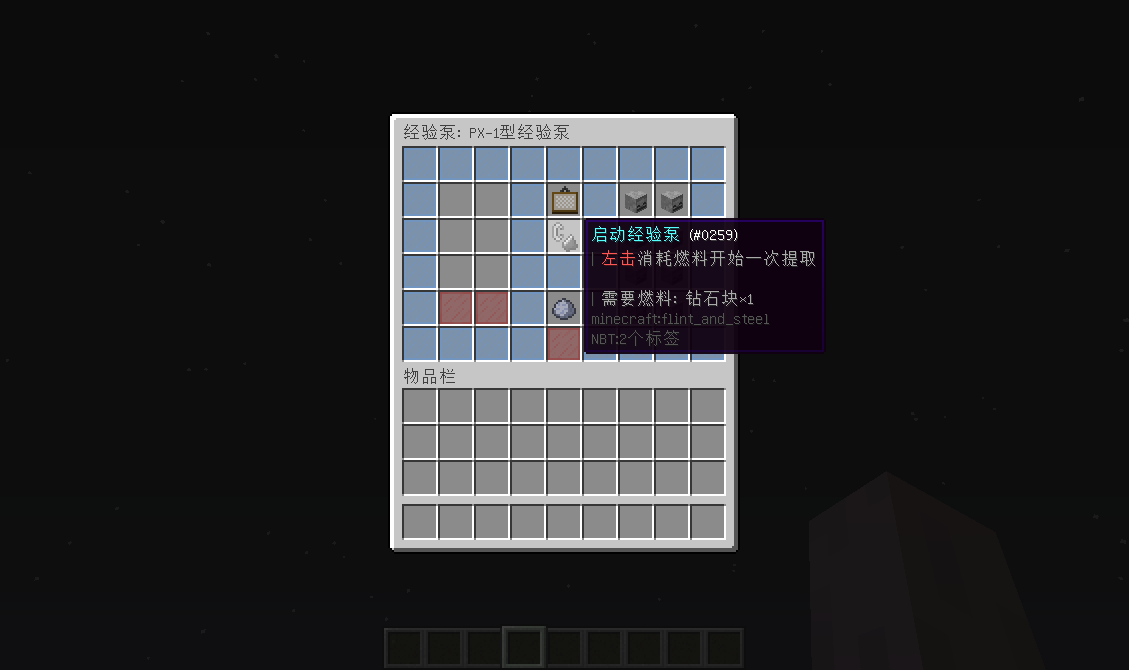 经验泵: PX-1型经验泵
启动经验泵 (#0259)
| 左击消耗燃料开始一次提取
| 需要燃料: 钻石块×1
minecraft:flint_and_steel
NBT:2个标签
物品栏